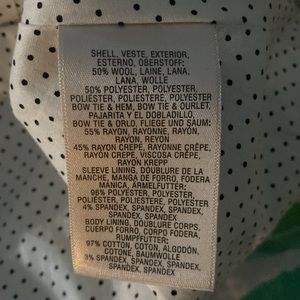 SHELL, VESTE, EXTERIOR,
ESTERNO, OBERSTOFF:
50% WOOL, LAINE, LANA,
LANA, WOLLE
50% POLYESTER, POLYESTER,
POLIESTER, POLIESTERE, POLYESTER
BOW TIE & HEM, BOW TIE & OURLET,
PAJARITA Y EL DOBLADILLO,
BOW TIE & ORLO, FLIEGE UND SAUM:
55% RAYON, RAYONNE, RAYON,
RAYON, REYON
45% RAYON CREPE, RAYONNE CRÊPE,
RAYÓN CREPÉ, VISCOSA CRÊPE,
RAYON KREPP
SLEEVE LINING, DOUBLURE DE LA
MANCHE, MANGA DE FORRO, FODERA
MANICA, ÄRMELFUTTER:
96% POLYESTER, POLYESTER,
POLIÉSTER, POLIESTERE, POLYESTER
4% SPANDEX, SPANDEX, SPANDEX,
SPANDEX, SPANDEX
BODY LINING, DOUBLURE CORPS,
CUERPO FORRO, CORPO FODERA,
RUMPFFUTTER:
97% COTTON, COTON, ALGODÓN,
COTONE, BAUMWOLLE
3% SPANDEX, SPANDEX, SPANDEX,
SPANDEX, SPANDEX